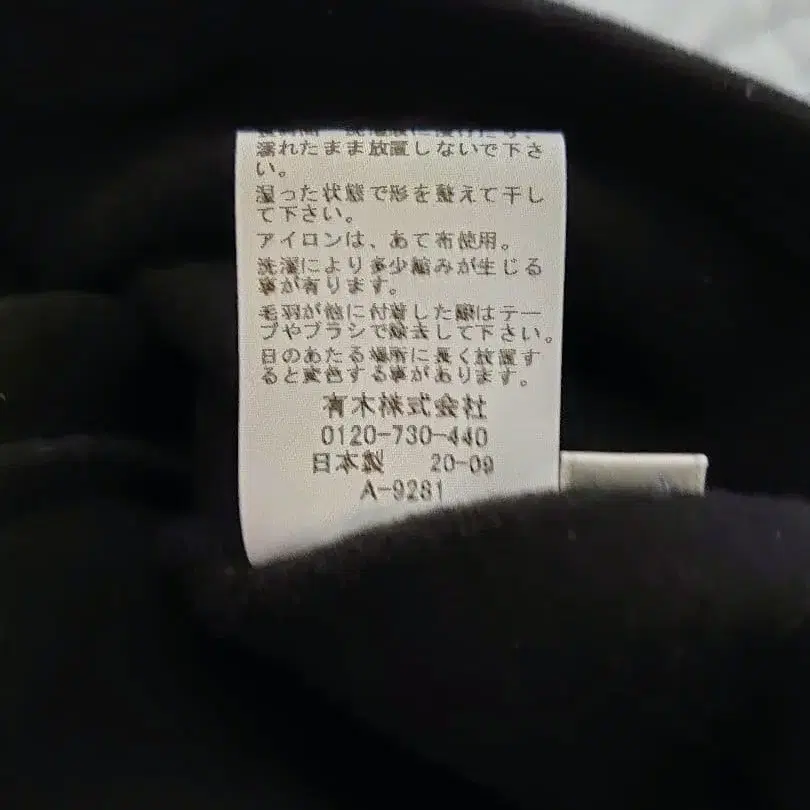 濡れたまま放置しないで下さ
い。
湿った状態で形を整えて干し
て下さい。
アイロンは、あて布使用。
洗濯により多少縮みが生じる
事が有ります。
毛羽が他に付着した際はテー
プやブラシで除去して下さい。
日のあたる場所に長く放置す
ると変色する事があります。
有木株式会社
0120-730-440
日本製 20-09
A-9281